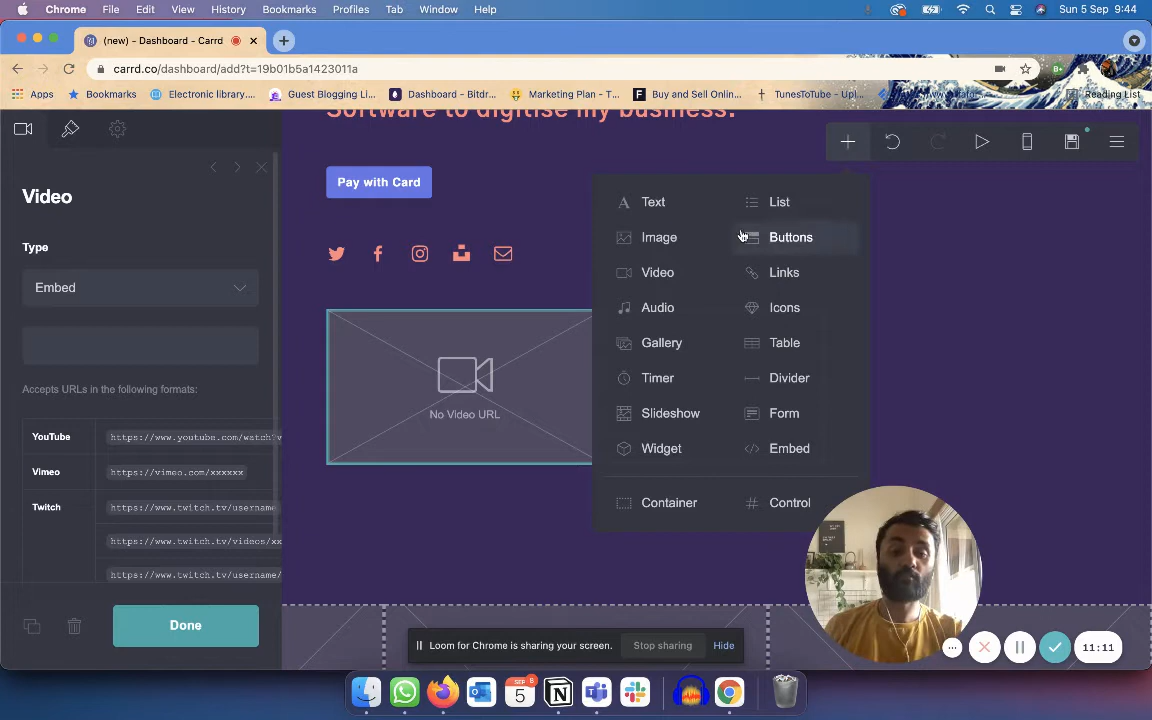 Chrome File Edit View History Bookmarks Profiles Tab Window Help
Sun 5 Sep 9:44
(new) - Dashboard - Carrd
carrd.co/dashboard/add?token=19b01b5a1423011a
Apps
Bookmarks
Electronic library....
Guest Blogging Li...
Dashboard - Bitdr...
Marketing Plan - T...
Buy and Sell Onlin...
TunesToTube - Upl...
Reading List
Software to digitise my business.
Pay with Card
Video
Type
Embed
Accepts URLs in the following formats:
YouTube https://www.youtube.com/watch?v
Vimeo https://vimeo.com/xxxxxx
Twitch https://www.twitch.tv/username
https://www.twitch.tv/videos/xx
https://www.twitch.tv/username/
Done
No Video URL
Text List
Image Buttons
Video Links
Audio Icons
Gallery Table
Timer Divider
Slideshow Form
Widget Embed
Container Control
Loom for Chrome is sharing your screen.
Stop sharing
Hide
11:11
5